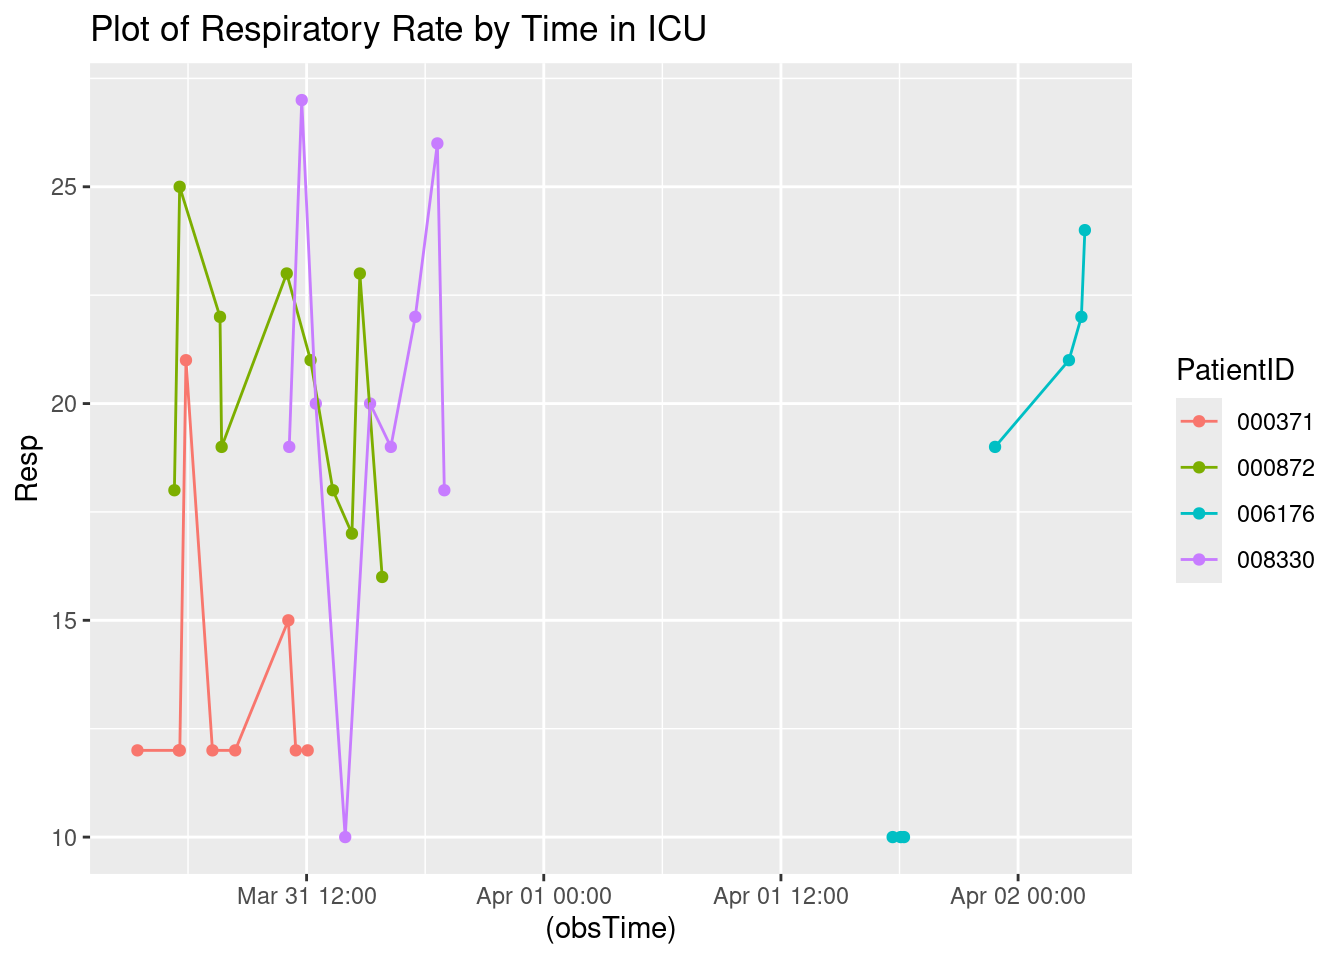 Plot of Respiratory Rate by Time in ICU
Resp
25
20
15
10
Mar 31 12:00
Apr 01 00:00
Apr 01 12:00
Apr 02 00:00
(obsTime)
PatientID
000371
000872
006176
008330